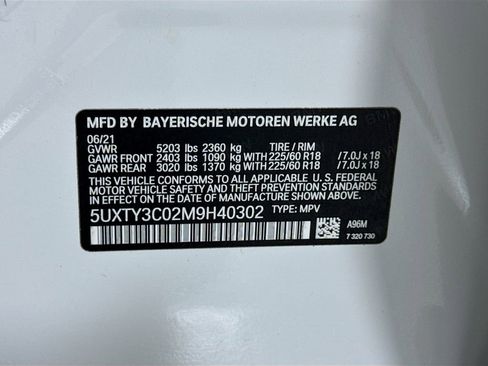 MFD BY BAYERISCHE MOTOREN WERKE AG
06/21
GVWR 5203 lbs 2360 kg TIRE / RIM
GAWR FRONT 2403 lbs 1090 kg 225/60 R18 /7.0J x 18
GAWR REAR 3020 lbs 1370 kg 225/60 R18 /7.0J x 18
THIS VEHICLE CONFORMS TO ALL APPLICABLE U.S. FEDERAL
MOTOR VEHICLE SAFETY AND THEFT PREVENTION STANDARDS
IN EFFECT ON THE DATE OF MANUFACTURE SHOWN ABOVE.
5UXTY3C02M9H40302 TYPE: MPV
A96M
7 320 730